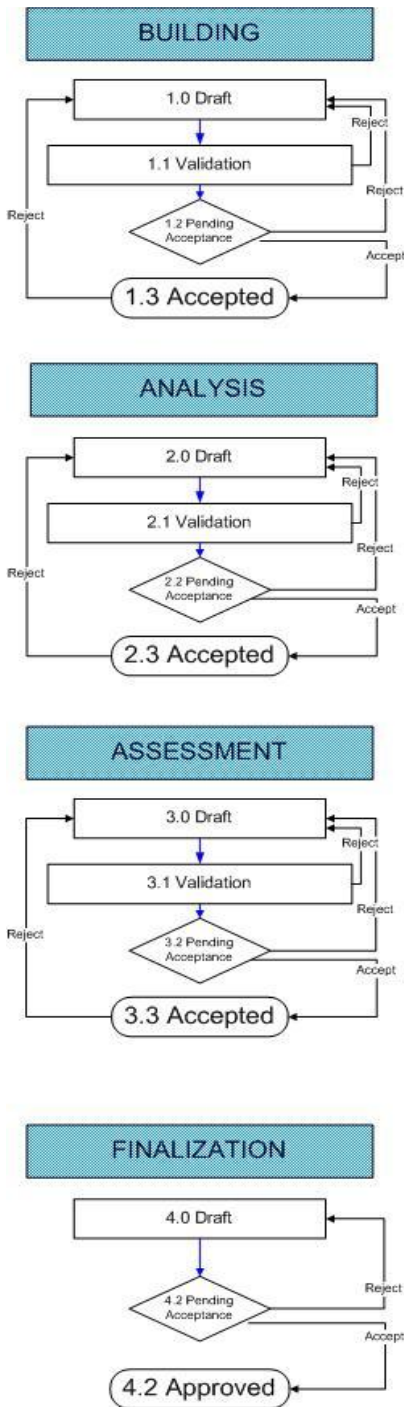 BUILDING
1.0 Draft
Reject
1.1 Validation
Reject
Reject
1.2 Pending
Acceptance
Accept
1.3 Accepted
ANALYSIS
2.0 Draft
Reject
2.1 Validation
Reject
Reject
2.2 Pending
Acceptance
Accept
2.3 Accepted
ASSESSMENT
3.0 Draft
Reject
3.1 Validation
Reject
Reject
3.2 Pending
Acceptance
Accept
3.3 Accepted
FINALIZATION
4.0 Draft
Reject
4.2 Pending
Acceptance
Accept
4.2 Approved